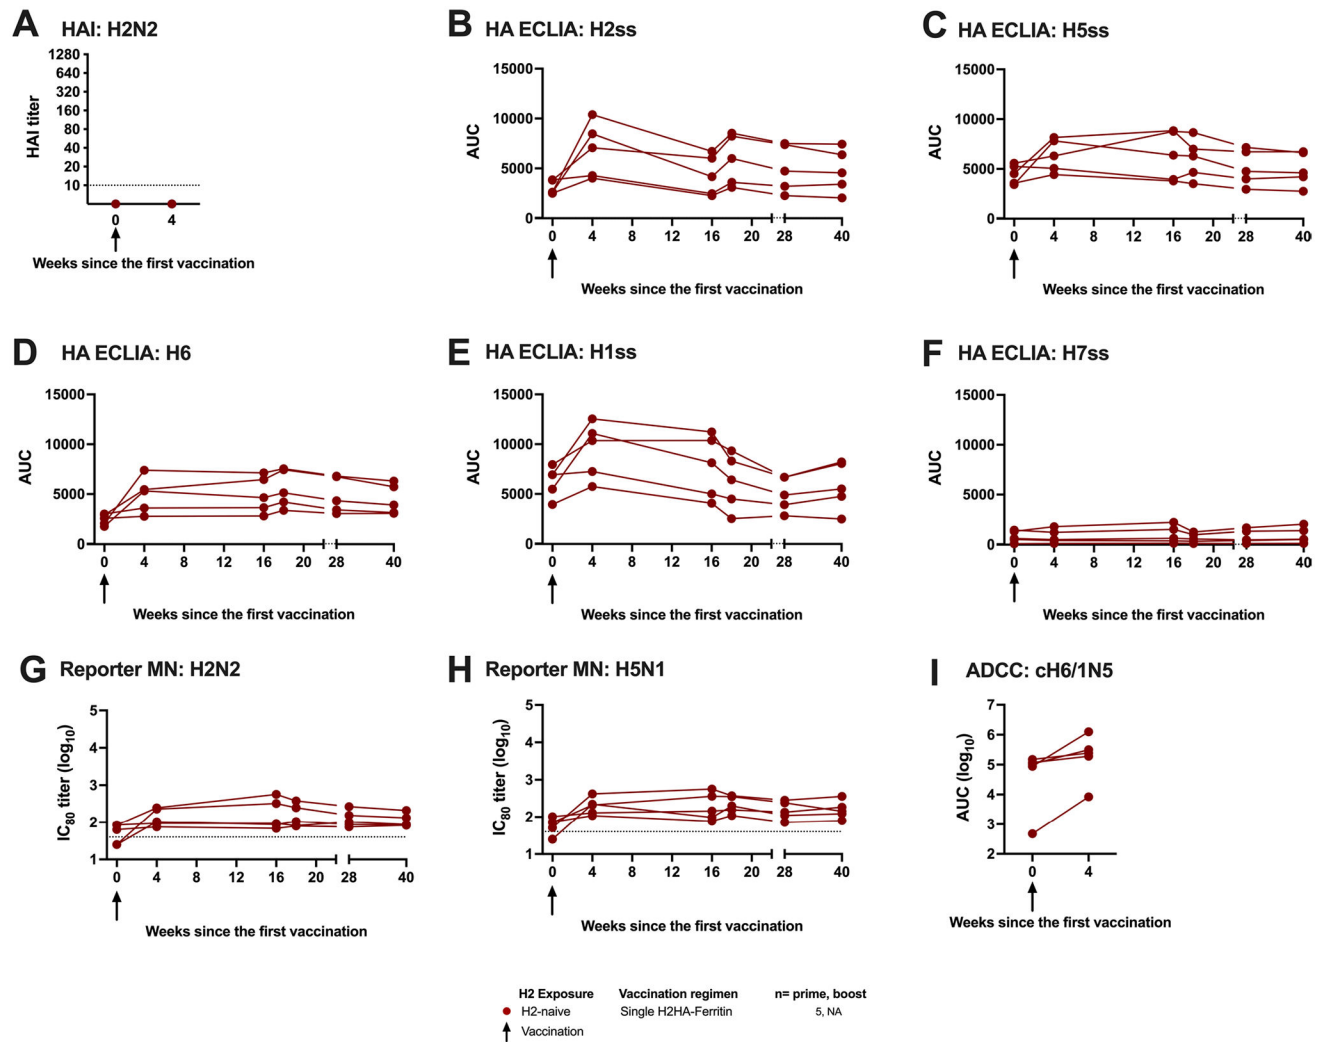 A HAI: H2N2
HAI titer
1280
640
320
160
80
40
20
10
0 4
Weeks since the first vaccination
B HA ECLIA: H2ss
AUC
15000
10000
5000
0
0 4 8 12 16 20 28 40
Weeks since the first vaccination
C HA ECLIA: H5ss
AUC
15000
10000
5000
0
0 4 8 12 16 20 28 40
Weeks since the first vaccination
D HA ECLIA: H6
AUC
15000
10000
5000
0
0 4 8 12 16 20 28 40
Weeks since the first vaccination
E HA ECLIA: H1ss
AUC
15000
10000
5000
0
0 4 8 12 16 20 28 40
Weeks since the first vaccination
F HA ECLIA: H7ss
AUC
15000
10000
5000
0
0 4 8 12 16 20 28 40
Weeks since the first vaccination
G Reporter MN: H2N2
IC80 titer (log10)
5
4
3
2
1
0 4 8 12 16 20 28 40
Weeks since the first vaccination
H Reporter MN: H5N1
IC80 titer (log10)
5
4
3
2
1
0 4 8 12 16 20 28 40
Weeks since the first vaccination
I ADCC: cH6/1N5
AUC (log10)
7
6
5
4
3
2
0 4
Weeks since the first vaccination
H2 Exposure Vaccination regimen n= prime, boost
H2-naive Single H2HA-Ferritin 5, NA
Vaccination